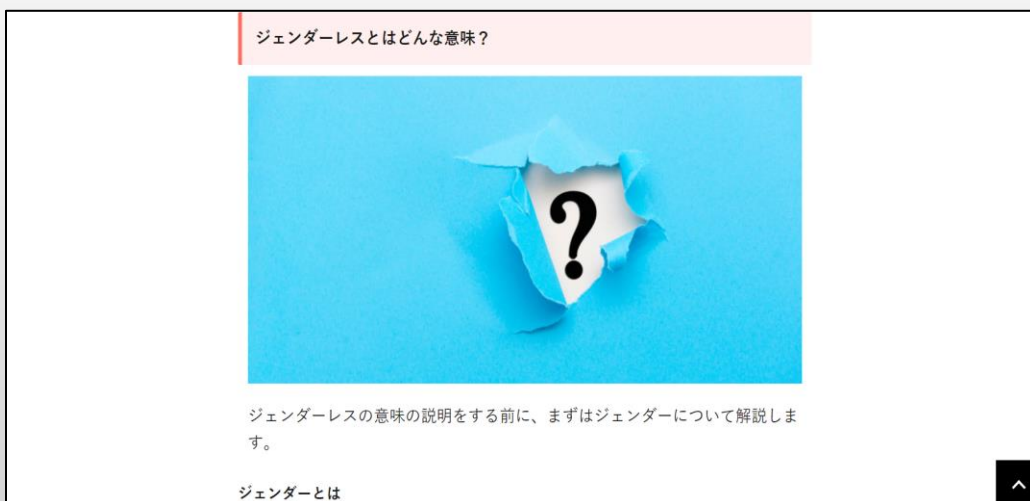 ジェンダーレスとはどんな意味？
?
ジェンダーレスの意味の説明をする前に、まずはジェンダーについて解説しま
す。
ジェンダーとは